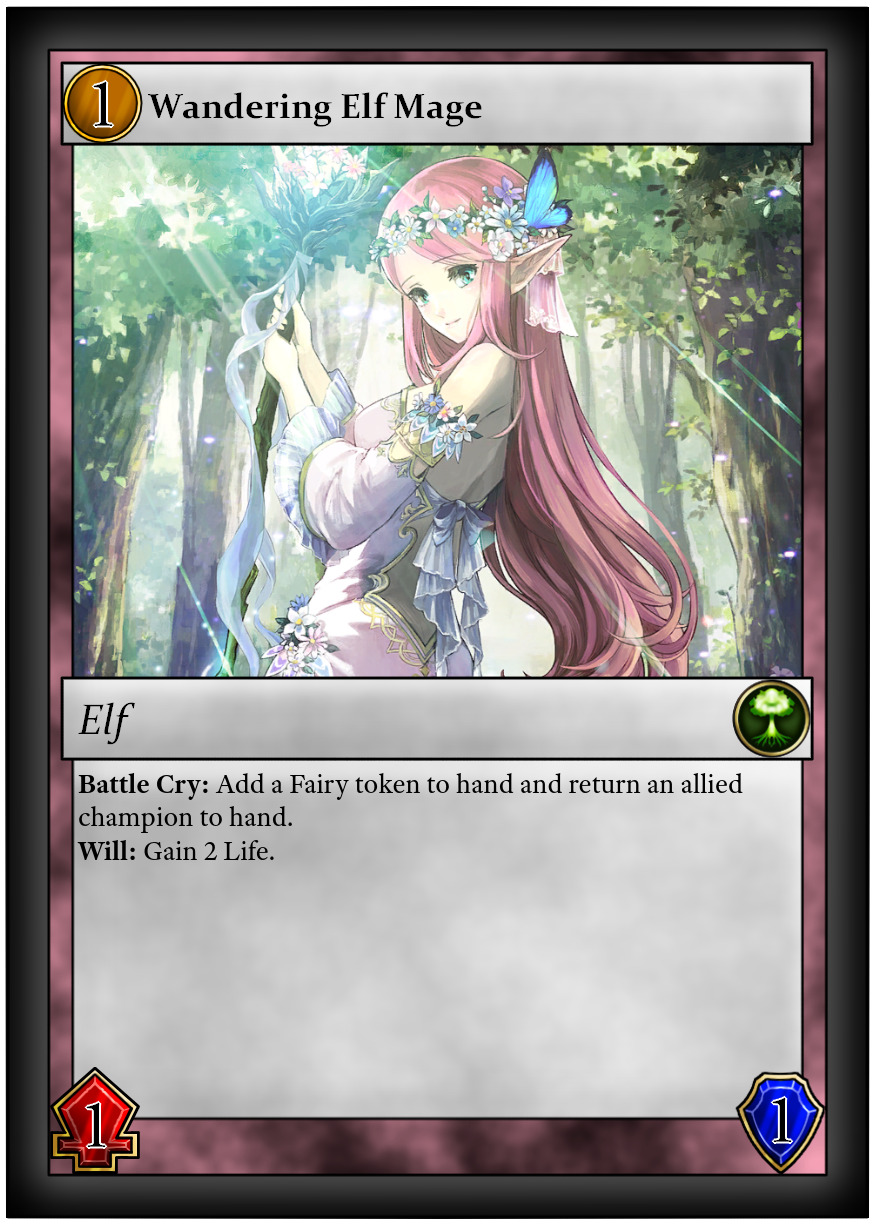 1
Wandering Elf Mage
Elf
Battle Cry: Add a Fairy token to hand and return an allied
champion to hand.
Will: Gain 2 Life.
1
1